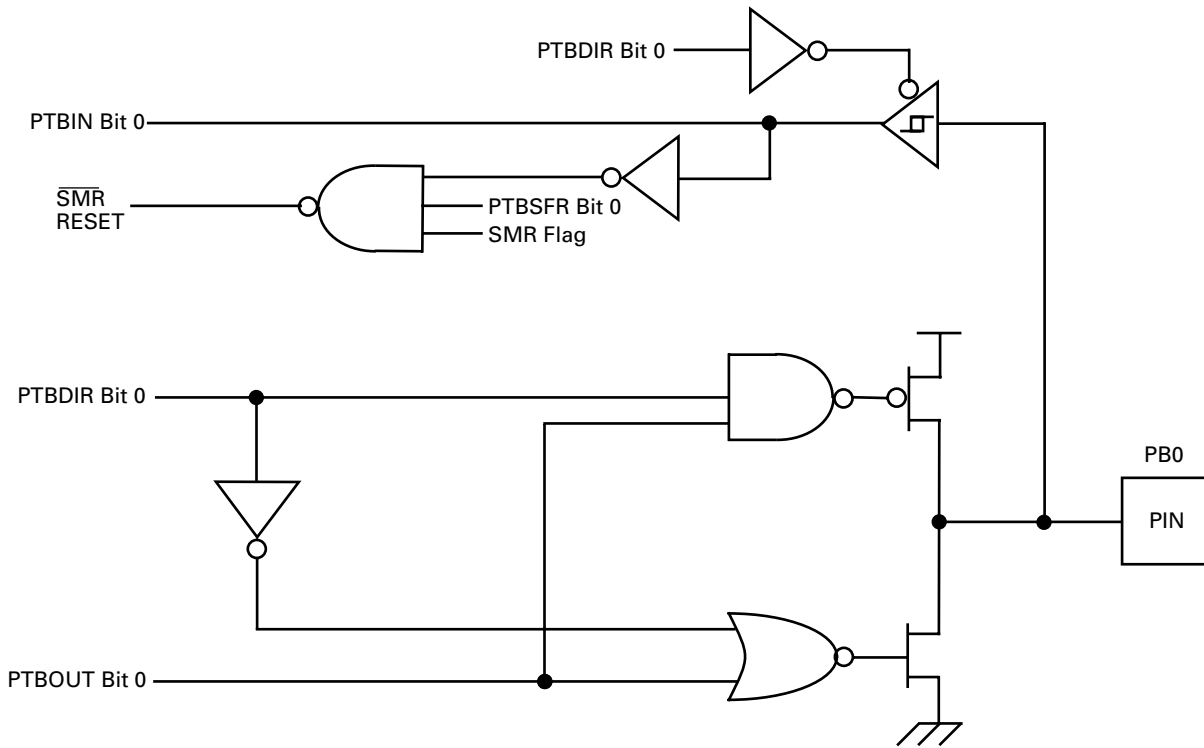 PTBDIR Bit 0
PTBIN Bit 0
SMR
RESET
PTBSFR Bit 0
SMR Flag
PTBDIR Bit 0
PB0
PIN
PTBOUT Bit 0